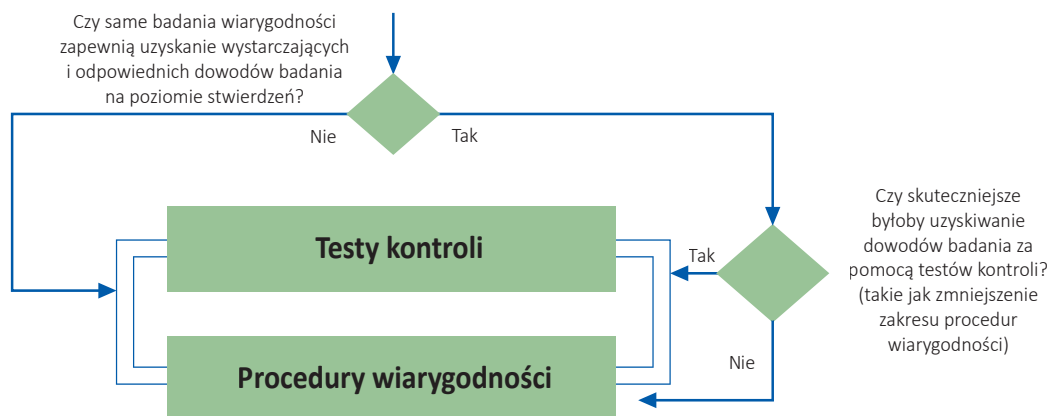 Czy same badania wiarygodności
zapewnią uzyskanie wystarczających
i odpowiednich dowodów badania
na poziomie stwierdzeń?
Nie
Tak
Czy skuteczniejsze
byłoby uzyskiwanie
dowodów badania za
pomocą testów kontroli?
(takie jak zmniejszenie
zakresu procedur
wiarygodności)
Testy kontroli
Tak
Nie
Procedury wiarygodności